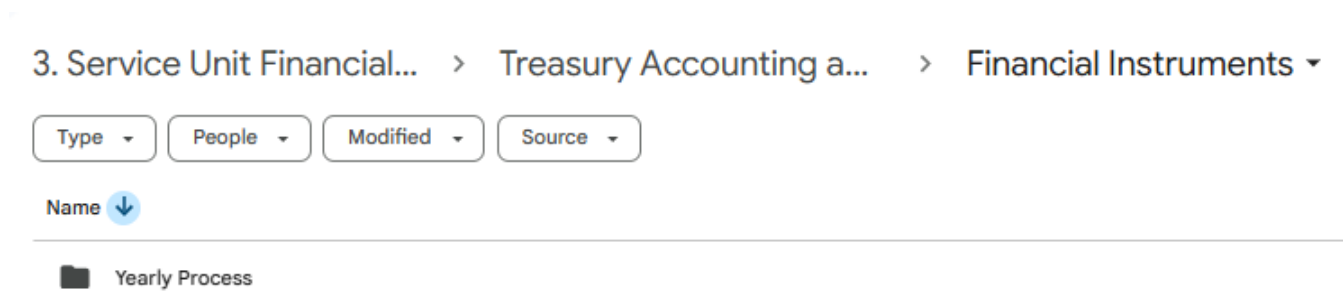 3. Service Unit Financial... > Treasury Accounting a... > Financial Instruments
Type People Modified Source
Name
Yearly Process